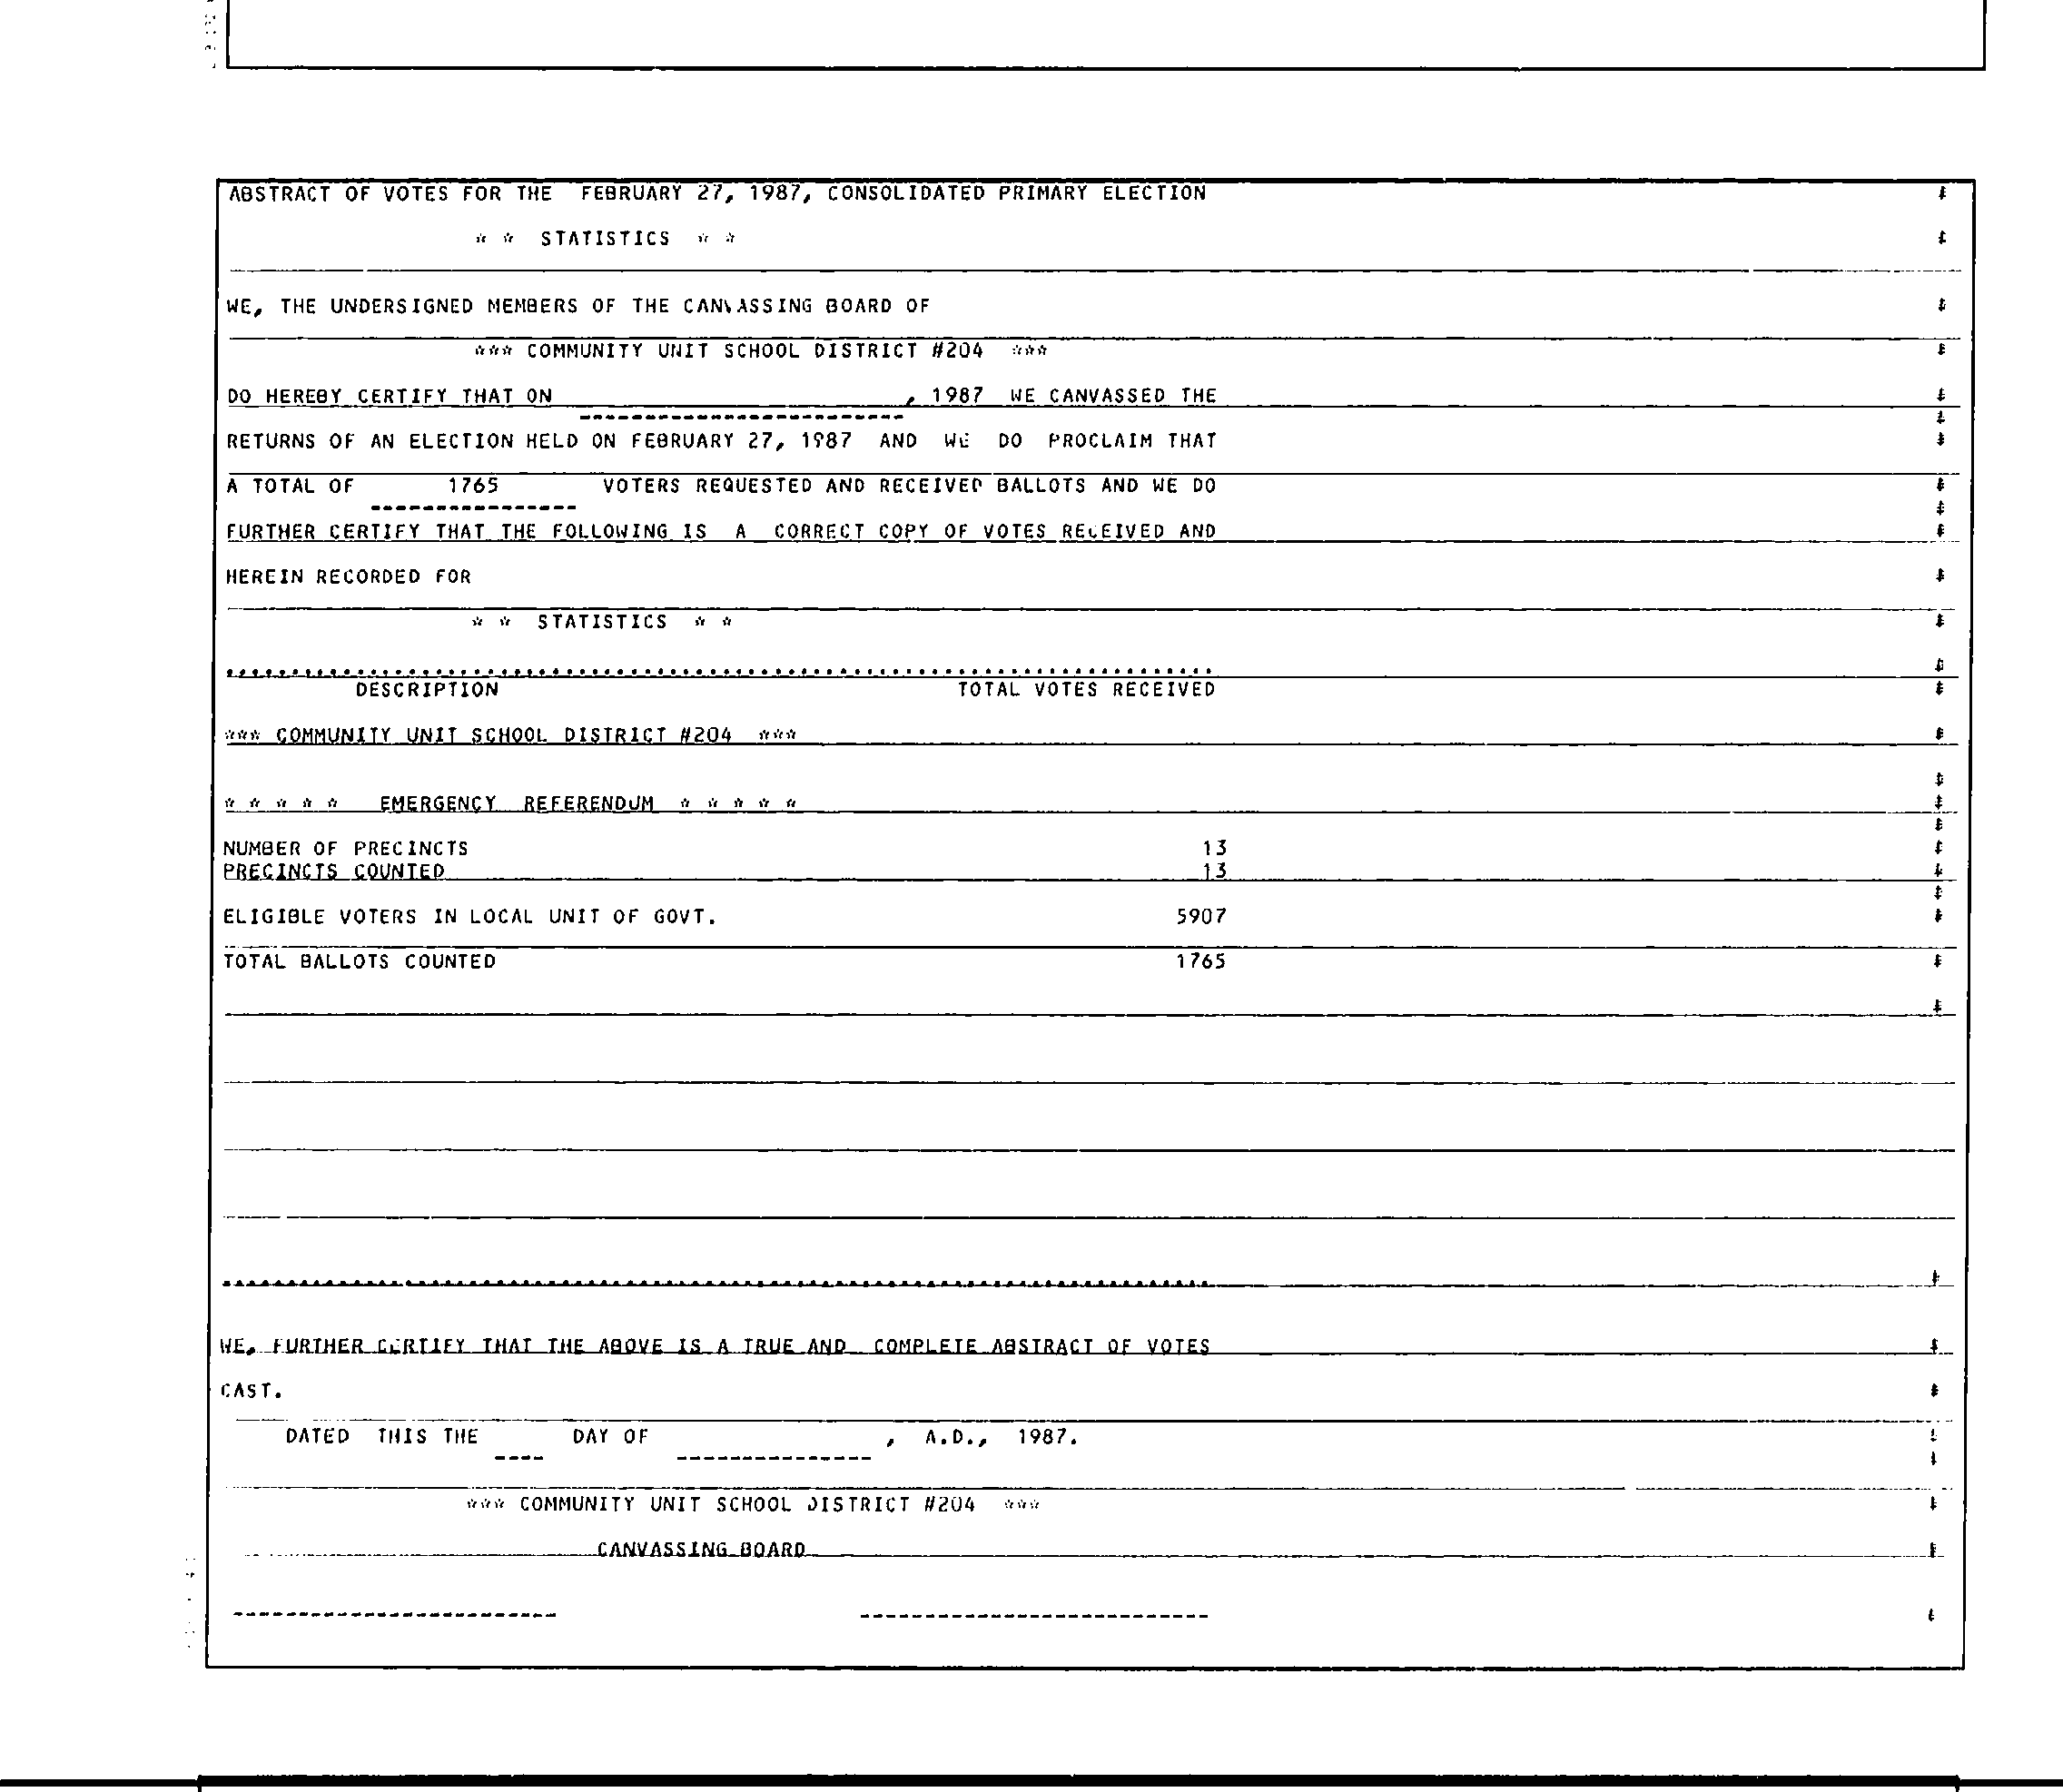 ABSTRACT OF VOTES FOR THE FEBRUARY 27, 1987, CONSOLIDATED PRIMARY ELECTION
* * STATISTICS * *
WE, THE UNDERSIGNED MEMBERS OF THE CANVASSING BOARD OF
*** COMMUNITY UNIT SCHOOL DISTRICT #204 ***
DO HEREBY CERTIFY THAT ON , 1987 WE CANVASSED THE
RETURNS OF AN ELECTION HELD ON FEBRUARY 27, 1987 AND WE DO PROCLAIM THAT
A TOTAL OF 1765 VOTERS REQUESTED AND RECEIVED BALLOTS AND WE DO
FURTHER CERTIFY THAT THE FOLLOWING IS A CORRECT COPY OF VOTES RECEIVED AND
HEREIN RECORDED FOR
* * STATISTICS * *
DESCRIPTION TOTAL VOTES RECEIVED
*** COMMUNITY UNIT SCHOOL DISTRICT #204 ***
* * * * * EMERGENCY REFERENDUM * * * * *
NUMBER OF PRECINCTS 13
PRECINCTS COUNTED 13
ELIGIBLE VOTERS IN LOCAL UNIT OF GOVT. 5907
TOTAL BALLOTS COUNTED 1765
WE, FURTHER CERTIFY THAT THE ABOVE IS A TRUE AND COMPLETE ABSTRACT OF VOTES
CAST.
DATED THIS THE DAY OF , A.D., 1987.
*** COMMUNITY UNIT SCHOOL DISTRICT #204 ***
CANVASSING BOARD